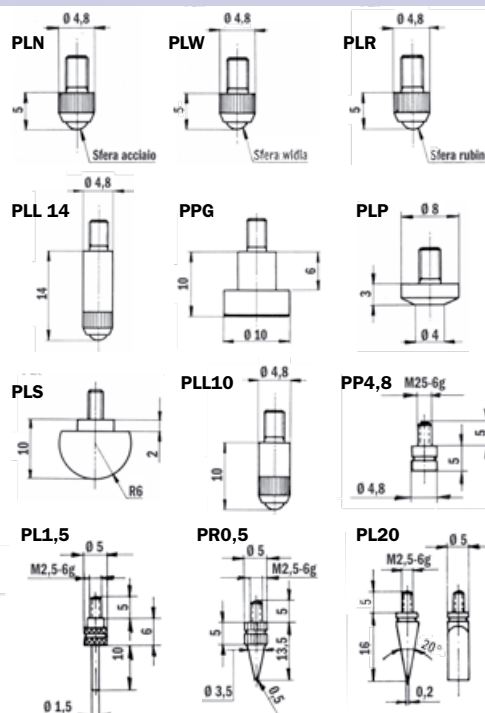 PLN
Ø 4,8
5
Sfera acciaio
PLW
Ø 4.8
5
Sfera widia
PLR
Ø 4,8
5
Sfera rubin
PLL 14
Ø 4,8
14
PPG
10
6
Ø 10
PLP
Ø 8
3
Ø 4
PLS
10
2
R6
PLL10
Ø 4,8
10
PP4,8
M25-6g
5
5
Ø 4,8
PL1,5
Ø 5
M2,5-6g
5
6
10
Ø 1,5
PR0,5
Ø 5
M2,5-6g
5
5
13,5
Ø 3,5
0,5
PL20
Ø 5
M2,5-6g
5
16
20°
0,2